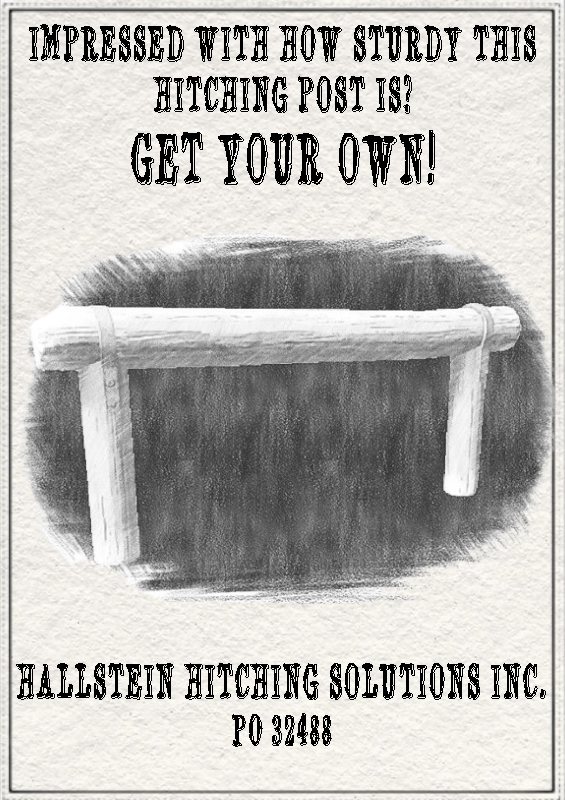 IMPRESSED WITH HOW STURDY THIS
HITCHING POST IS?
GET YOUR OWN!
HALLSTEIN HITCHING SOLUTIONS INC.
PO 32488